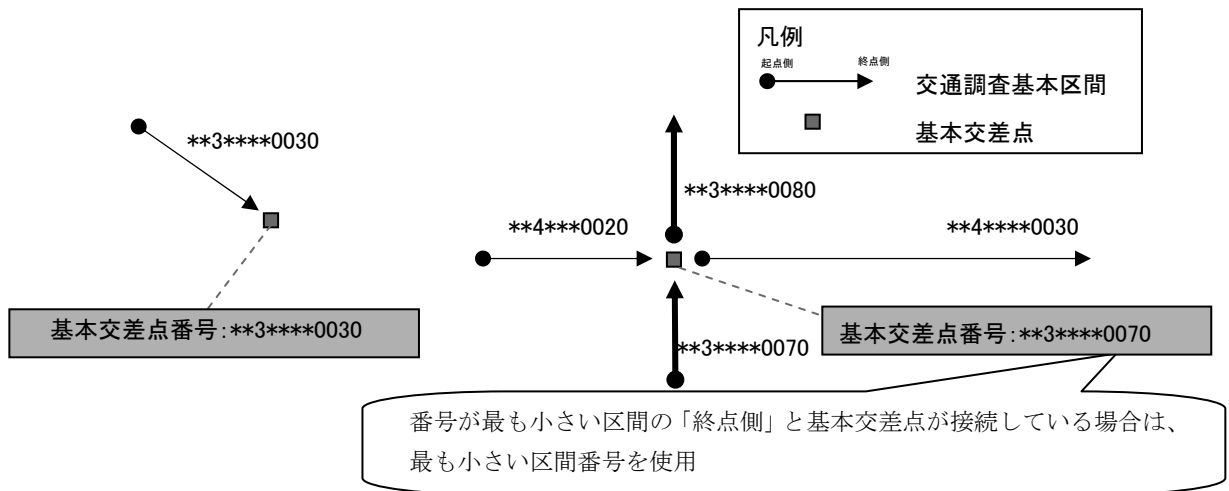 凡例
起点側 終点側
交通調査基本区間
基本交差点
**3****0030
**3****0080
**4***0020
**4****0030
基本交差点番号:**3****0030
基本交差点番号:**3****0070
**3****0070
番号が最も小さい区間の「終点側」と基本交差点が接続している場合は、
最も小さい区間番号を使用